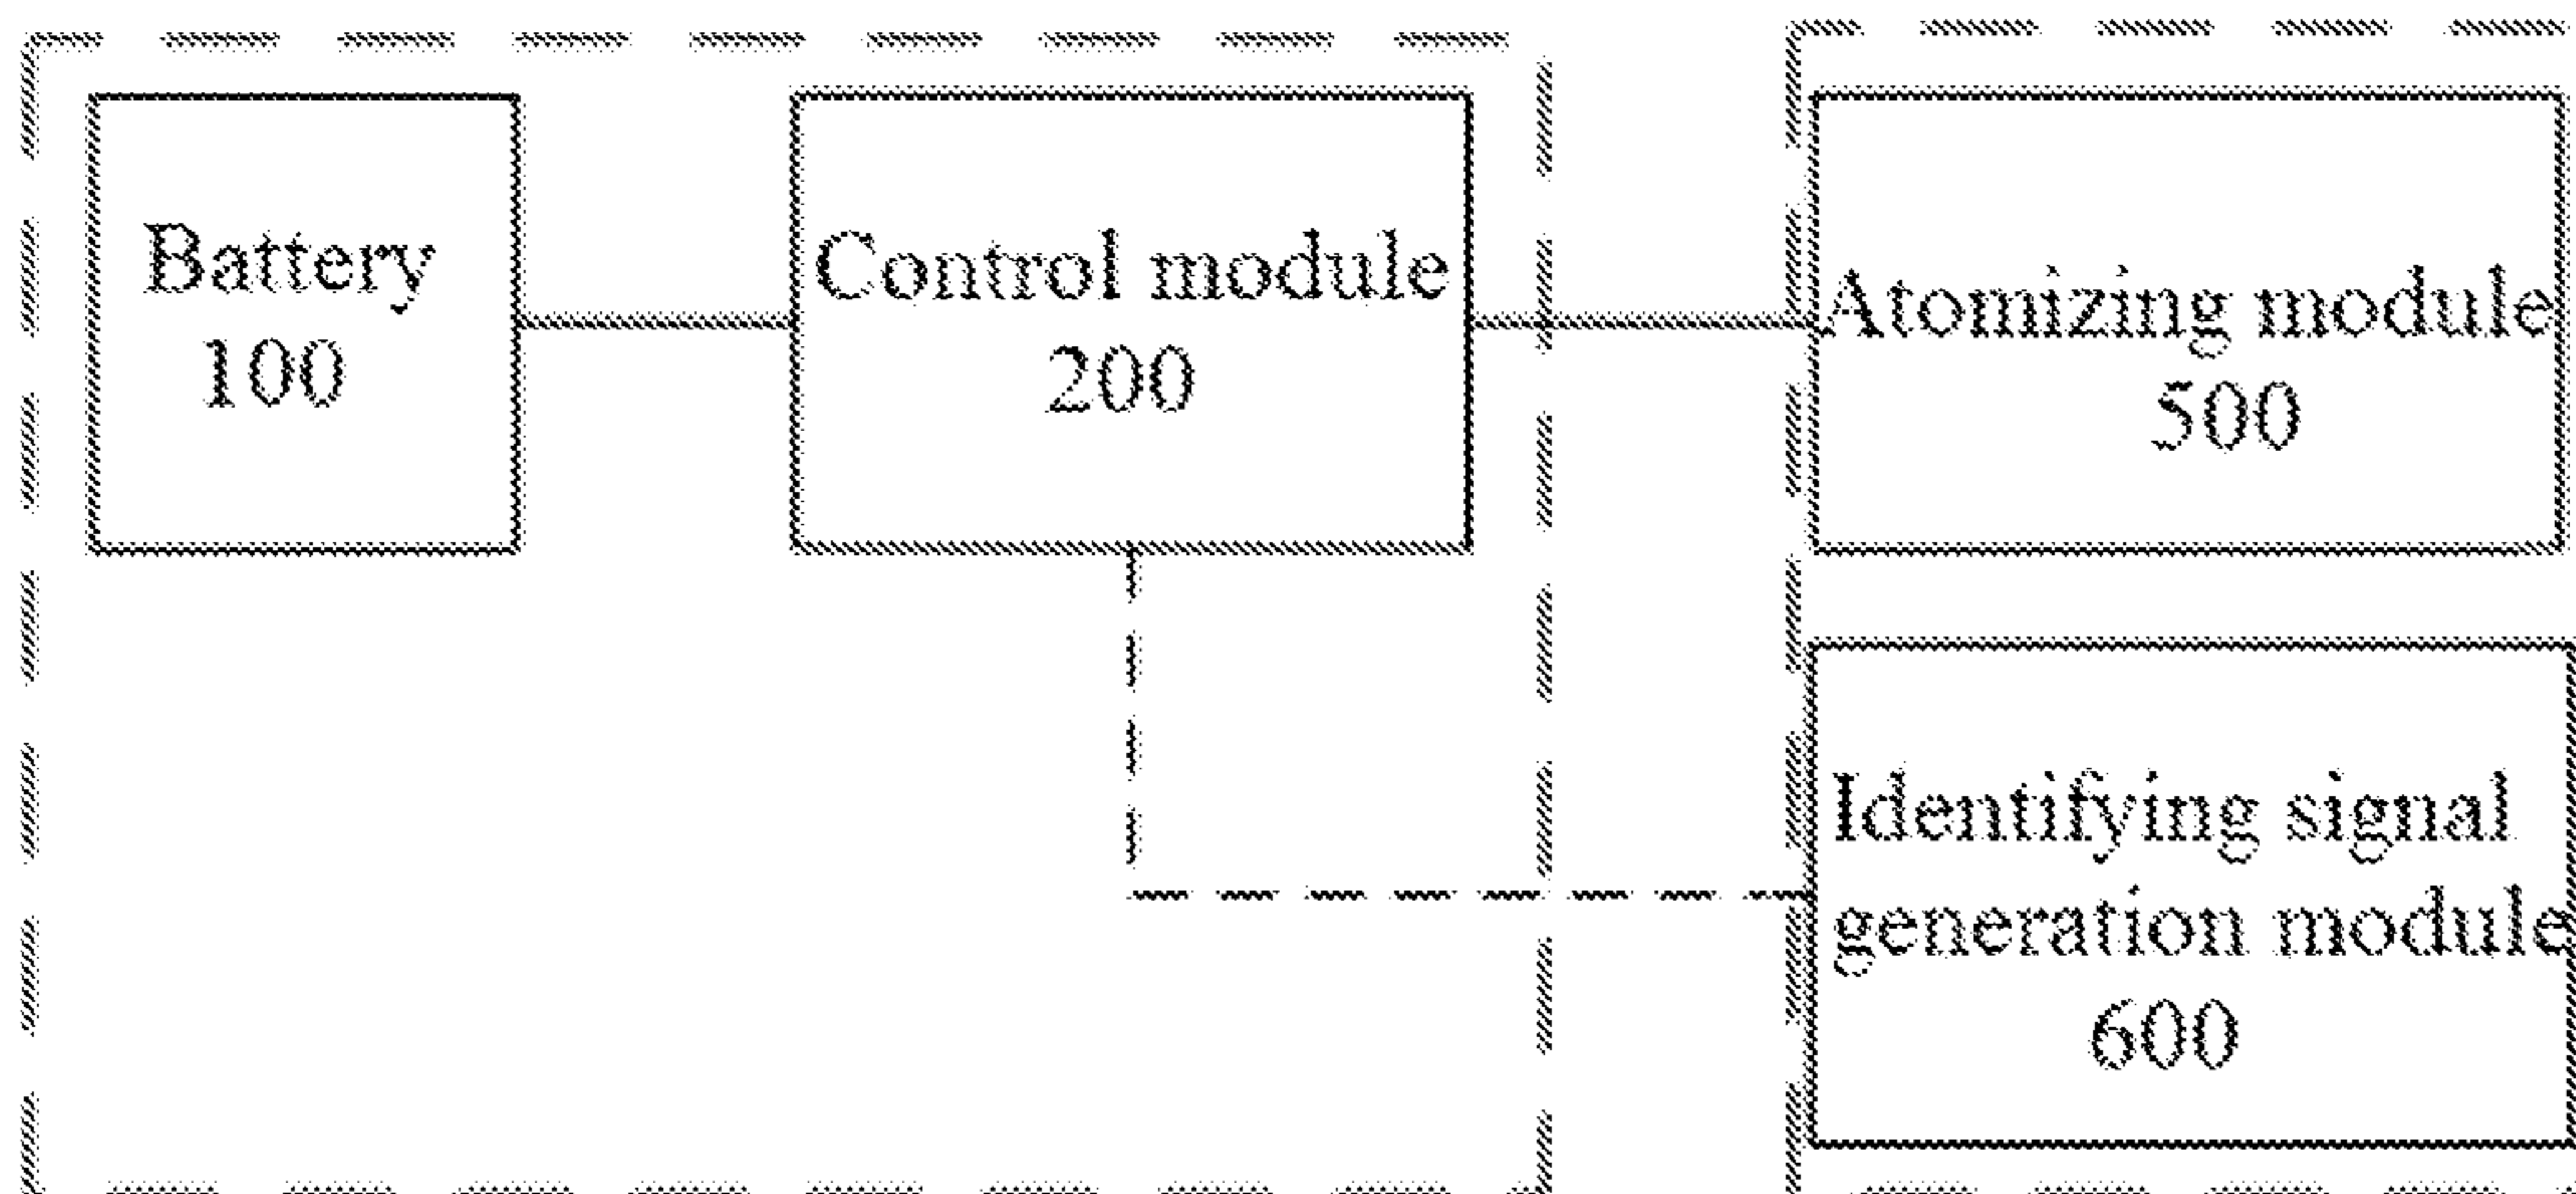 Battery
100
Control module
200
Atomizing module
500
Identifying signal
generation module
600